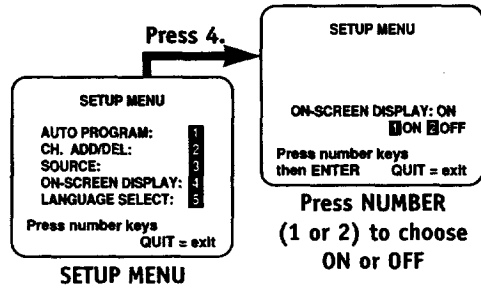 Press 4.
SETUP MENU
AUTO PROGRAM: 1
CH. ADD/DEL: 2
SOURCE: 3
ON-SCREEN DISPLAY: 4
LANGUAGE SELECT: 5
Press number keys
QUIT = exit
SETUP MENU
SETUP MENU
ON-SCREEN DISPLAY: ON
1 ON 2 OFF
Press number keys
then ENTER QUIT = exit
Press NUMBER
(1 or 2) to choose
ON or OFF